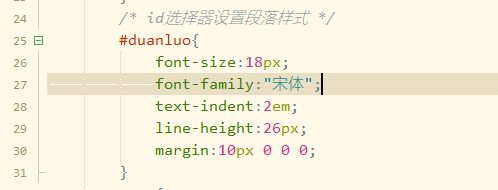 24 /* id选择器设置段落样式 */
25 #duanluo{
26 font-size:18px;
27 font-family:"宋体";
28 text-indent:2em;
29 line-height:26px;
30 margin:10px 0 0 0;
31 }